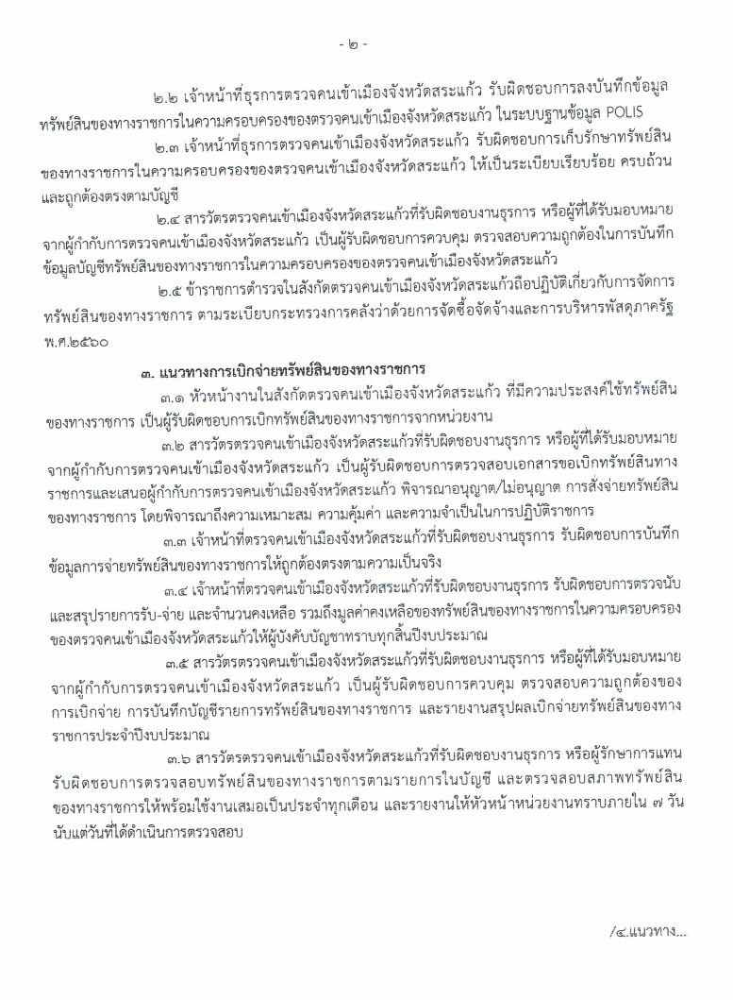 - ๒ -
๒.๒ เจ้าหน้าที่ธุรการตรวจคนเข้าเมืองจังหวัดสระแก้ว รับผิดชอบการลงบันทึกข้อมูล
ทรัพย์สินของทางราชการในความครอบครองของตรวจคนเข้าเมืองจังหวัดสระแก้ว ในระบบฐานข้อมูล POLIS
๒.๓ เจ้าหน้าที่ธุรการตรวจคนเข้าเมืองจังหวัดสระแก้ว รับผิดชอบการเก็บรักษาทรัพย์สิน
ของทางราชการในความครอบครองของตรวจคนเข้าเมืองจังหวัดสระแก้ว ให้เป็นระเบียบเรียบร้อย ครบถ้วน
และถูกต้องตรงตามบัญชี
๒.๔ สารวัตรตรวจคนเข้าเมืองจังหวัดสระแก้วที่รับผิดชอบงานธุรการ หรือผู้ที่ได้รับมอบหมาย
จากผู้กำกับการตรวจคนเข้าเมืองจังหวัดสระแก้ว เป็นผู้รับผิดชอบการควบคุม ตรวจสอบความถูกต้องในการบันทึก
ข้อมูลบัญชีทรัพย์สินของทางราชการในความครอบครองของตรวจคนเข้าเมืองจังหวัดสระแก้ว
๒.๕ ข้าราชการตำรวจในสังกัดตรวจคนเข้าเมืองจังหวัดสระแก้วถือปฏิบัติเกี่ยวกับการจัดการ
ทรัพย์สินของทางราชการ ตามระเบียบกระทรวงการคลังว่าด้วยการจัดซื้อจัดจ้างและการบริหารพัสดุภาครัฐ
พ.ศ.๒๕๖๐
๓. แนวทางการเบิกจ่ายทรัพย์สินของทางราชการ
๓.๑ หัวหน้างานในสังกัดตรวจคนเข้าเมืองจังหวัดสระแก้ว ที่มีความประสงค์ใช้ทรัพย์สิน
ของทางราชการ เป็นผู้รับผิดชอบการเบิกทรัพย์สินของทางราชการจากหน่วยงาน
๓.๒ สารวัตรตรวจคนเข้าเมืองจังหวัดสระแก้วที่รับผิดชอบงานธุรการ หรือผู้ที่ได้รับมอบหมาย
จากผู้กำกับการตรวจคนเข้าเมืองจังหวัดสระแก้ว เป็นผู้รับผิดชอบการตรวจสอบเอกสารขอเบิกทรัพย์สินทาง
ราชการและเสนอผู้กำกับการตรวจคนเข้าเมืองจังหวัดสระแก้ว พิจารณาอนุญาต/ไม่อนุญาต การสั่งจ่ายทรัพย์สิน
ของทางราชการ โดยพิจารณาถึงความเหมาะสม ความคุ้มค่า และความจำเป็นในการปฏิบัติราชการ
๓.๓ เจ้าหน้าที่ตรวจคนเข้าเมืองจังหวัดสระแก้วที่รับผิดชอบงานธุรการ รับผิดชอบการบันทึก
ข้อมูลการจ่ายทรัพย์สินของทางราชการให้ถูกต้องตรงตามความเป็นจริง
๓.๔ เจ้าหน้าที่ตรวจคนเข้าเมืองจังหวัดสระแก้วที่รับผิดชอบงานธุรการ รับผิดชอบการตรวจนับ
และสรุปรายการรับ-จ่าย และจำนวนคงเหลือ รวมถึงมูลค่าคงเหลือของทรัพย์สินของทางราชการในความครอบครอง
ของตรวจคนเข้าเมืองจังหวัดสระแก้วให้ผู้บังคับบัญชาทราบทุกสิ้นปีงบประมาณ
๓.๕ สารวัตรตรวจคนเข้าเมืองจังหวัดสระแก้วที่รับผิดชอบงานธุรการ หรือผู้ที่ได้รับมอบหมาย
จากผู้กำกับการตรวจคนเข้าเมืองจังหวัดสระแก้ว เป็นผู้รับผิดชอบการควบคุม ตรวจสอบความถูกต้องของ
การเบิกจ่าย การบันทึกบัญชีรายการทรัพย์สินของทางราชการ และรายงานสรุปผลเบิกจ่ายทรัพย์สินของทาง
ราชการประจำปีงบประมาณ
๓.๖ สารวัตรตรวจคนเข้าเมืองจังหวัดสระแก้วที่รับผิดชอบงานธุรการ หรือผู้รักษาการแทน
รับผิดชอบการตรวจสอบทรัพย์สินของทางราชการตามรายการในบัญชี และตรวจสอบสภาพทรัพย์สิน
ของทางราชการให้พร้อมใช้งานเสมอเป็นประจำทุกเดือน และรายงานให้หัวหน้าหน่วยงานทราบภายใน ๗ วัน
นับแต่วันที่ได้ดำเนินการตรวจสอบ
/๔.แนวทาง...